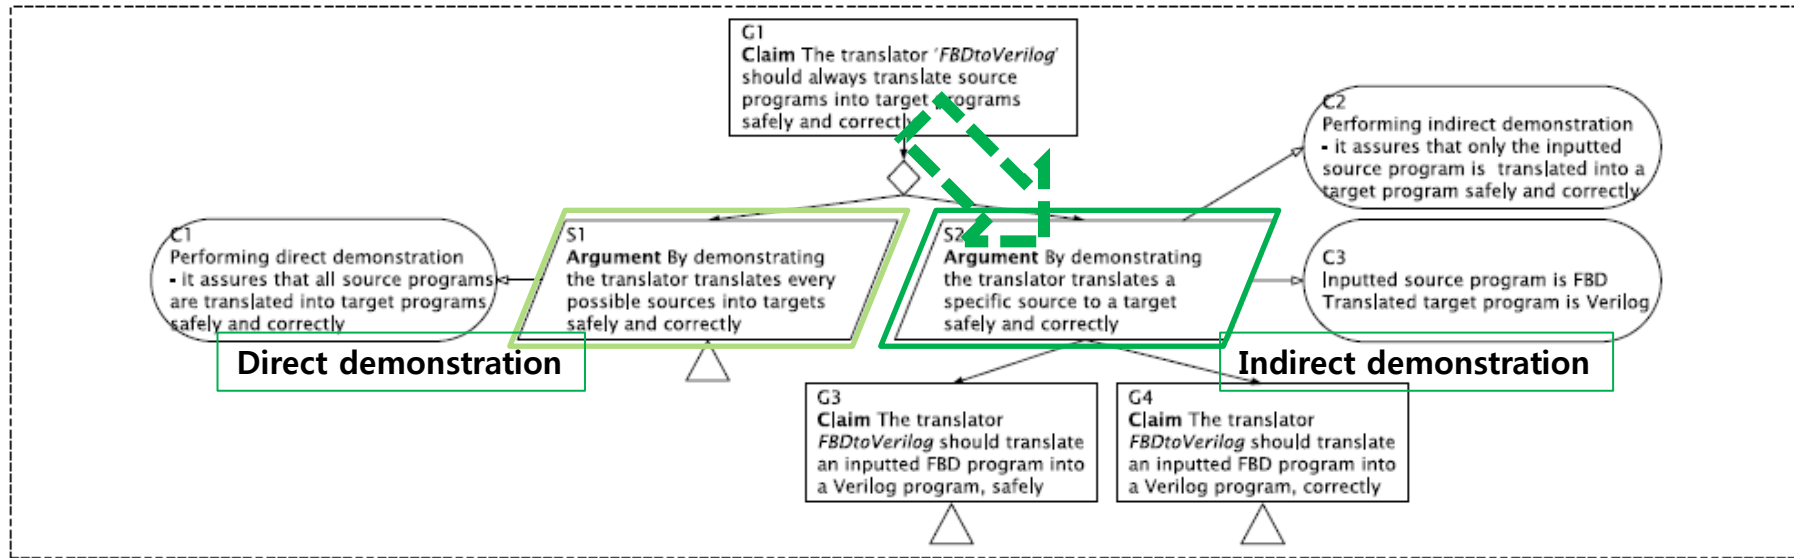 G1
Claim The translator 'FBDtoVerilog'
should always translate source
programs into target programs
safely and correctly
C2
Performing indirect demonstration
- it assures that only the inputted
source program is translated into a
target program safely and correctly
C1
Performing direct demonstration
- it assures that all source programs
are translated into target programs
safely and correctly
S1
Argument By demonstrating
the translator translates every
possible sources into targets
safely and correctly
S2
Argument By demonstrating
the translator translates a
specific source to a target
safely and correctly
C3
Inputted source program is FBD
Translated target program is Verilog
Direct demonstration
Indirect demonstration
G3
Claim The translator
FBDtoVerilog should translate
an inputted FBD program into
a Verilog program, safely
G4
Claim The translator
FBDtoVerilog should translate
an inputted FBD program into
a Verilog program, correctly